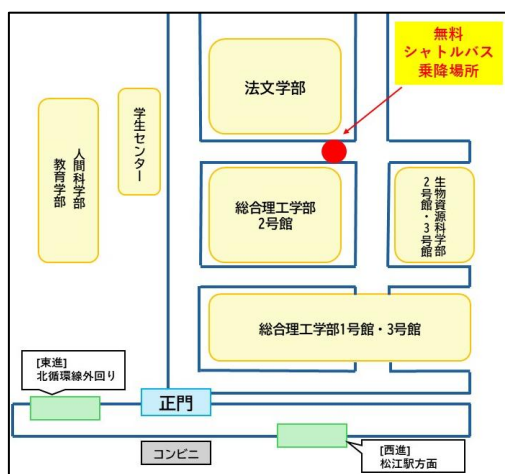 無料
シャトルバス
乗降場所
法文学部
学生センター
人間科学部
教育学部
総合理工学部
2号館
生物資源科学部
2号館・3号館
総合理工学部1号館・3号館
[東進]
北循環線外回り
正門
コンビニ
[西進]
松江駅方面